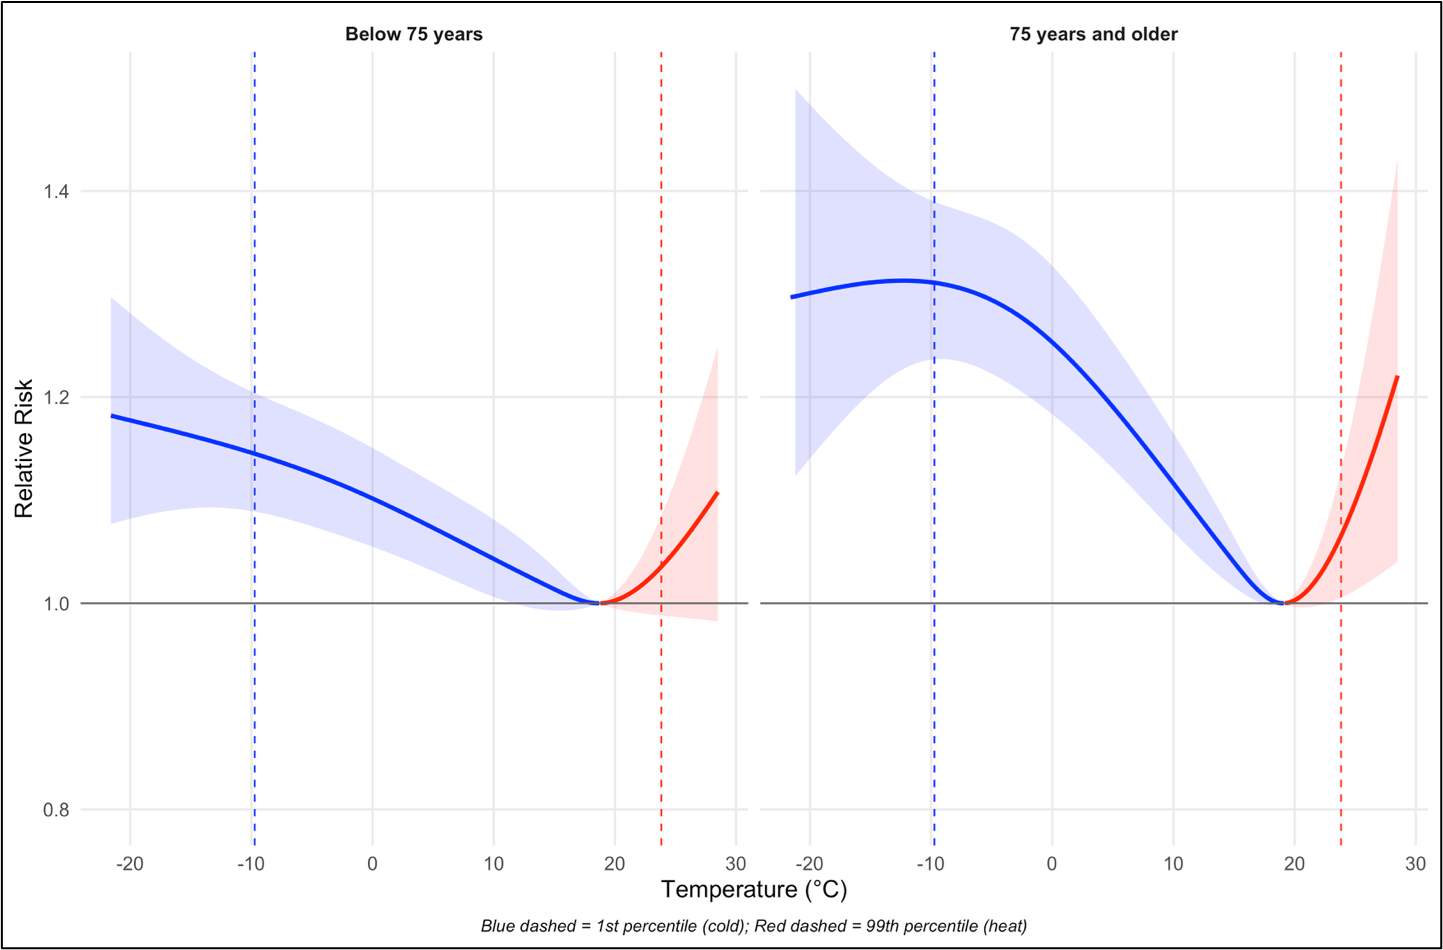 Below 75 years
75 years and older
Relative Risk
1.4
1.2
1.0
0.8
-20 -10 0 10 20 30
-20 -10 0 10 20 30
Temperature (°C)
Blue dashed = 1st percentile (cold); Red dashed = 99th percentile (heat)